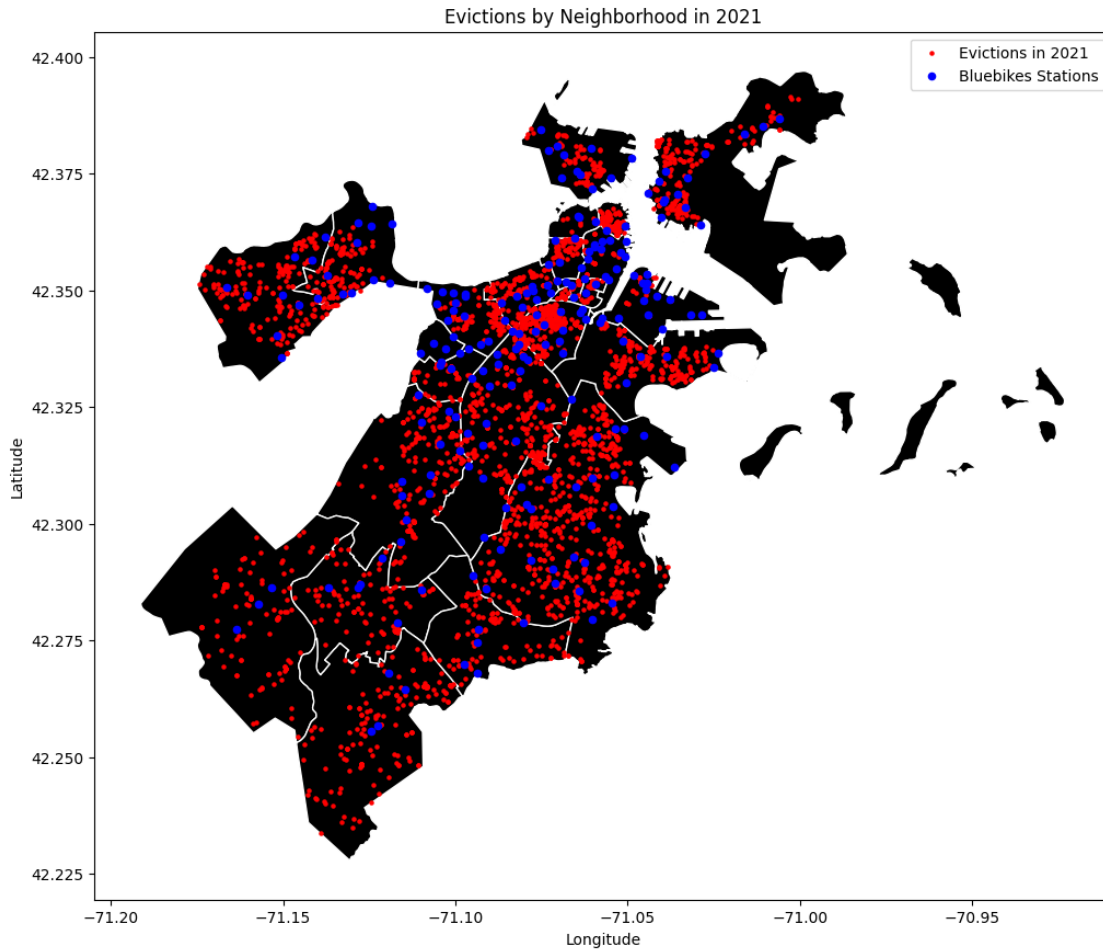 Evictions by Neighborhood in 2021
Evictions in 2021
Bluebikes Stations
42.400
42.375
42.350
42.325
42.300
42.275
42.250
42.225
Latitude
−71.20
−71.15
−71.10
−71.05
−71.00
−70.95
Longitude